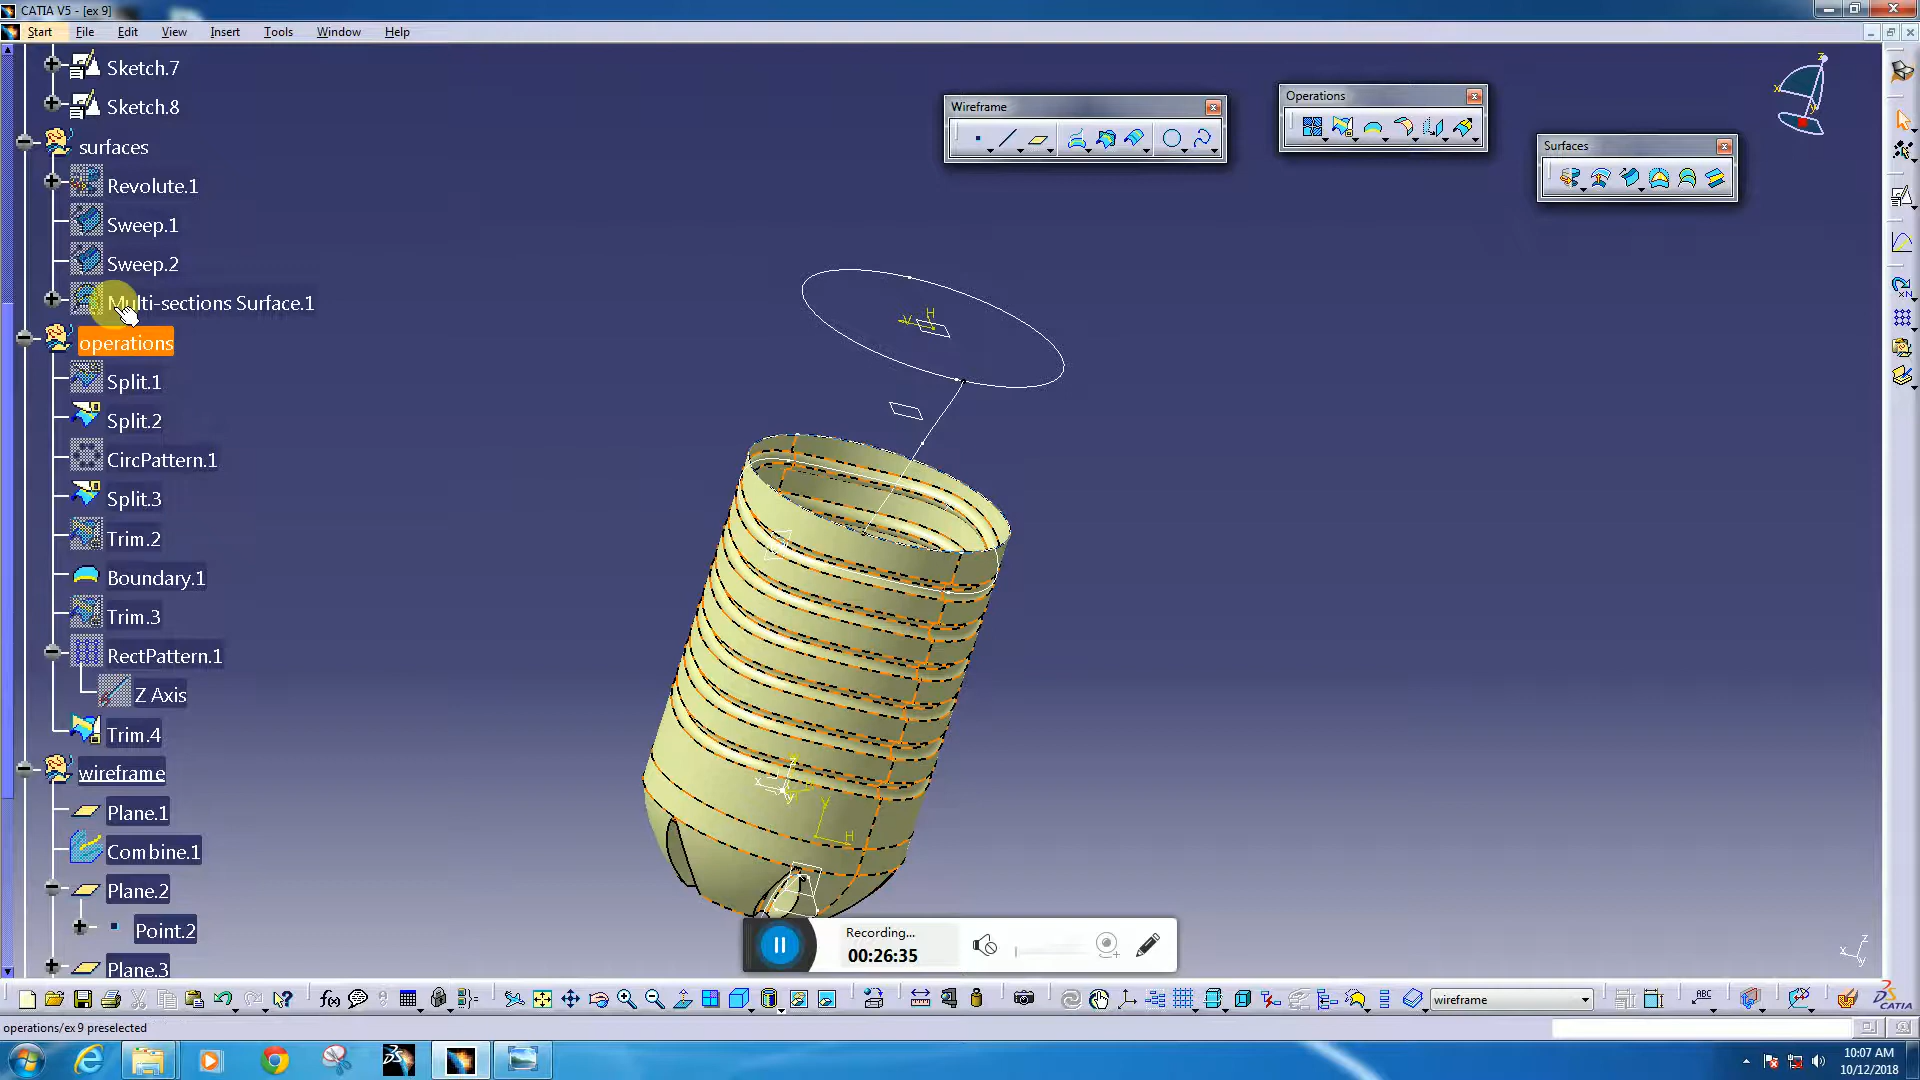 CATIA V5 - [ex 9]
Start File Edit View Insert Tools Window Help
Sketch.7
Sketch.8
surfaces
Revolute.1
Sweep.1
Sweep.2
Multi-sections Surface.1
operations
Split.1
Split.2
CircPattern.1
Split.3
Trim.2
Boundary.1
Trim.3
RectPattern.1
Z Axis
Trim.4
wireframe
Plane.1
Combine.1
Plane.2
Point.2
Plane.3
Wireframe
Operations
Surfaces
H
V
H
Recording...
00:26:35
wireframe
ABC
CATIA
operations/ex 9 preselected
10:07 AM
10/12/2018